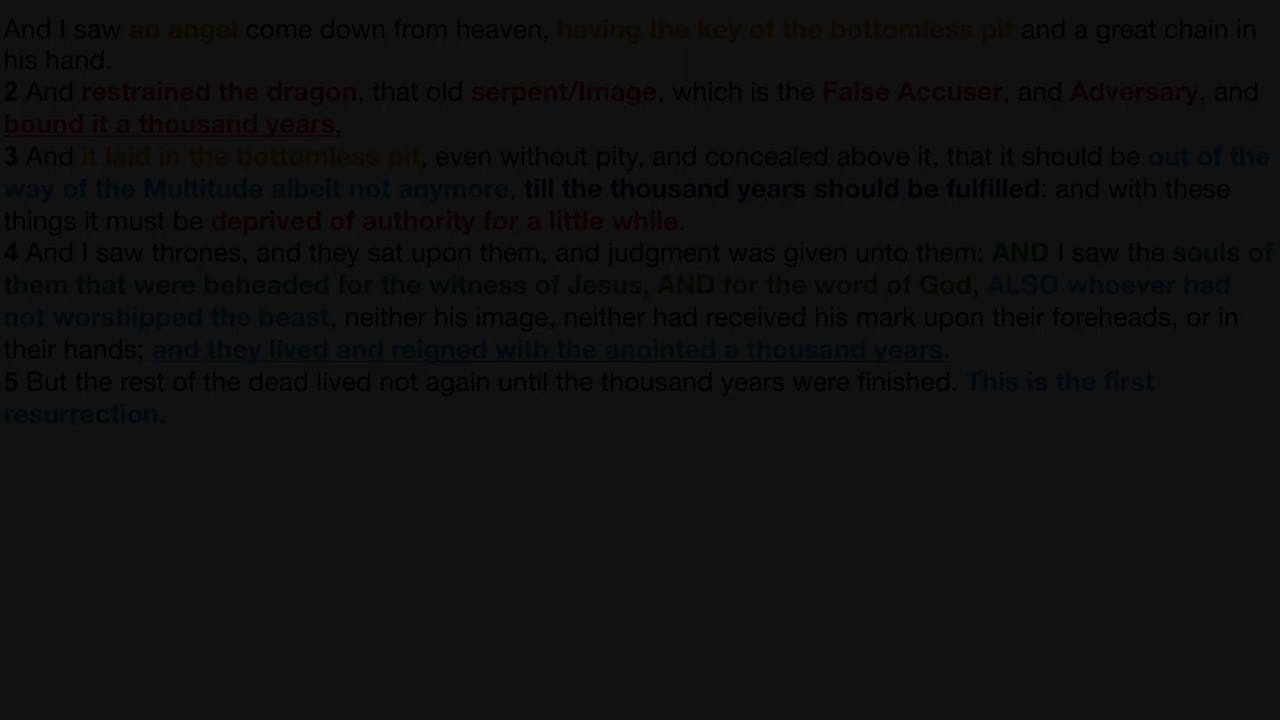 And I saw an angel come down from heaven, having the key of the bottomless pit and a great chain in
his hand.
2 And restrained the dragon, that old serpent/Image, which is the False Accuser, and Adversary, and
bound it a thousand years,
3 And it laid in the bottomless pit, even without pity, and concealed above it, that it should be out of the
way of the Multitude albeit not anymore, till the thousand years should be fulfilled: and with these
things it must be deprived of authority for a little while.
4 And I saw thrones, and they sat upon them, and judgment was given unto them: AND I saw the souls of
them that were beheaded for the witness of Jesus, AND for the word of God, ALSO whoever had
not worshipped the beast, neither his image, neither had received his mark upon their foreheads, or in
their hands; and they lived and reigned with the anointed a thousand years.
5 But the rest of the dead lived not again until the thousand years were finished. This is the first
resurrection.